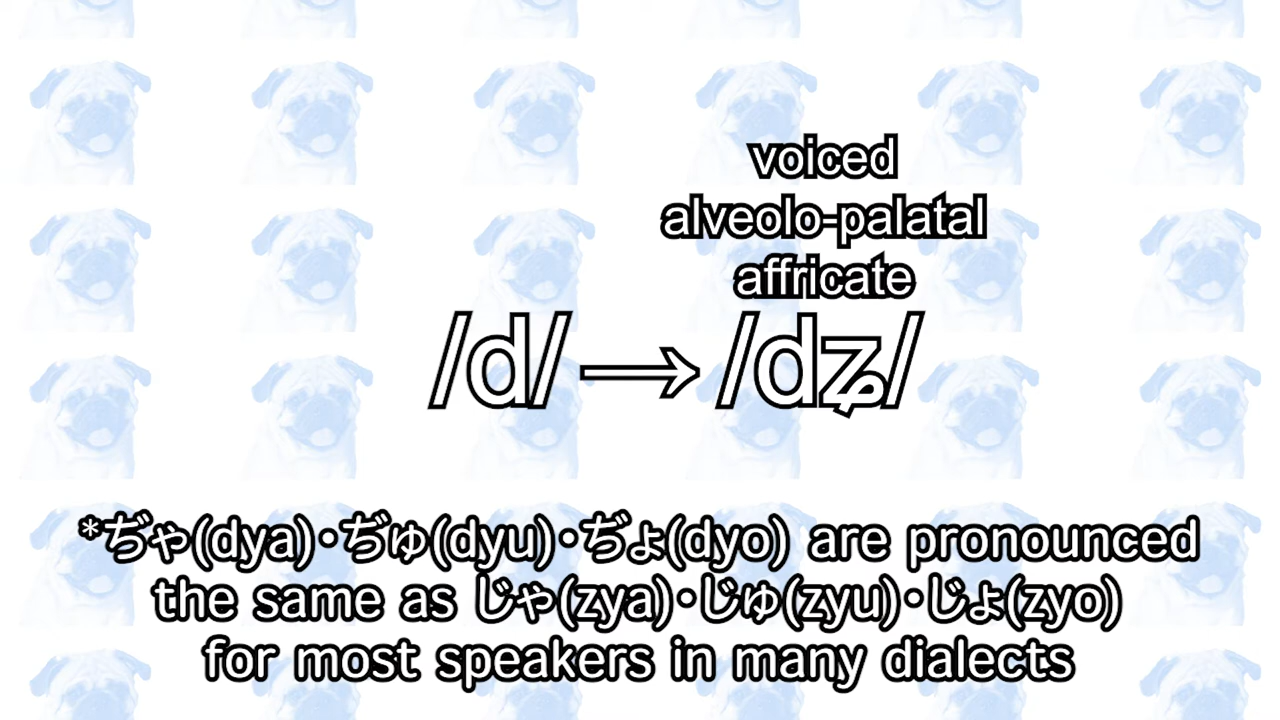 voiced
alveolo-palatal
affricate
/d/→/dʑ/
*ぢゃ(dya)･ぢゅ(dyu)･ぢょ(dyo) are pronounced
the same as じゃ(zya)･じゅ(zyu)･じょ(zyo)
for most speakers in many dialects